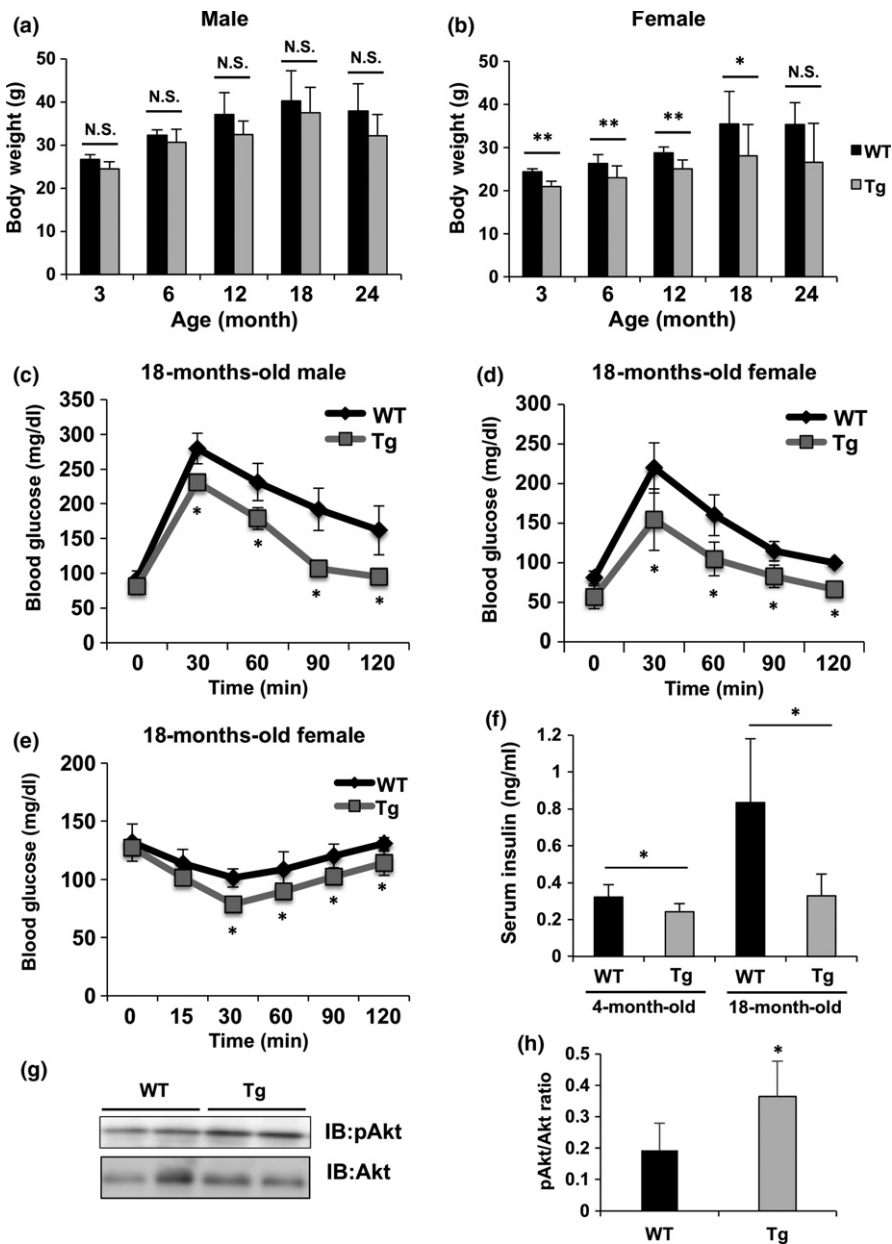 (a)
Male
Body weight (g)
50
40
30
20
10
0
N.S.
N.S.
N.S.
N.S.
N.S.
3 6 12 18 24
Age (month)
(b)
Female
Body weight (g)
50
40
30
20
10
0
**
**
**
*
N.S.
3 6 12 18 24
Age (month)
WT
Tg
(c)
18-months-old male
Blood glucose (mg/dl)
350
300
250
200
150
100
50
0
WT
Tg
*
*
*
*
0 30 60 90 120
Time (min)
(d)
18-months-old female
Blood glucose (mg/dl)
300
250
200
150
100
50
0
WT
Tg
*
*
*
*
0 30 60 90 120
Time (min)
(e)
18-months-old female
Blood glucose (mg/dl)
200
150
100
50
0
WT
Tg
*
*
*
*
*
0 15 30 60 90 120
Time (min)
(f)
Serum insulin (ng/ml)
1.2
1
0.8
0.6
0.4
0.2
0
*
*
WT Tg WT Tg
4-month-old 18-month-old
(g)
WT Tg
IB:pAkt
IB:Akt
(h)
pAkt/Akt ratio
0.5
0.4
0.3
0.2
0.1
0
*
WT Tg